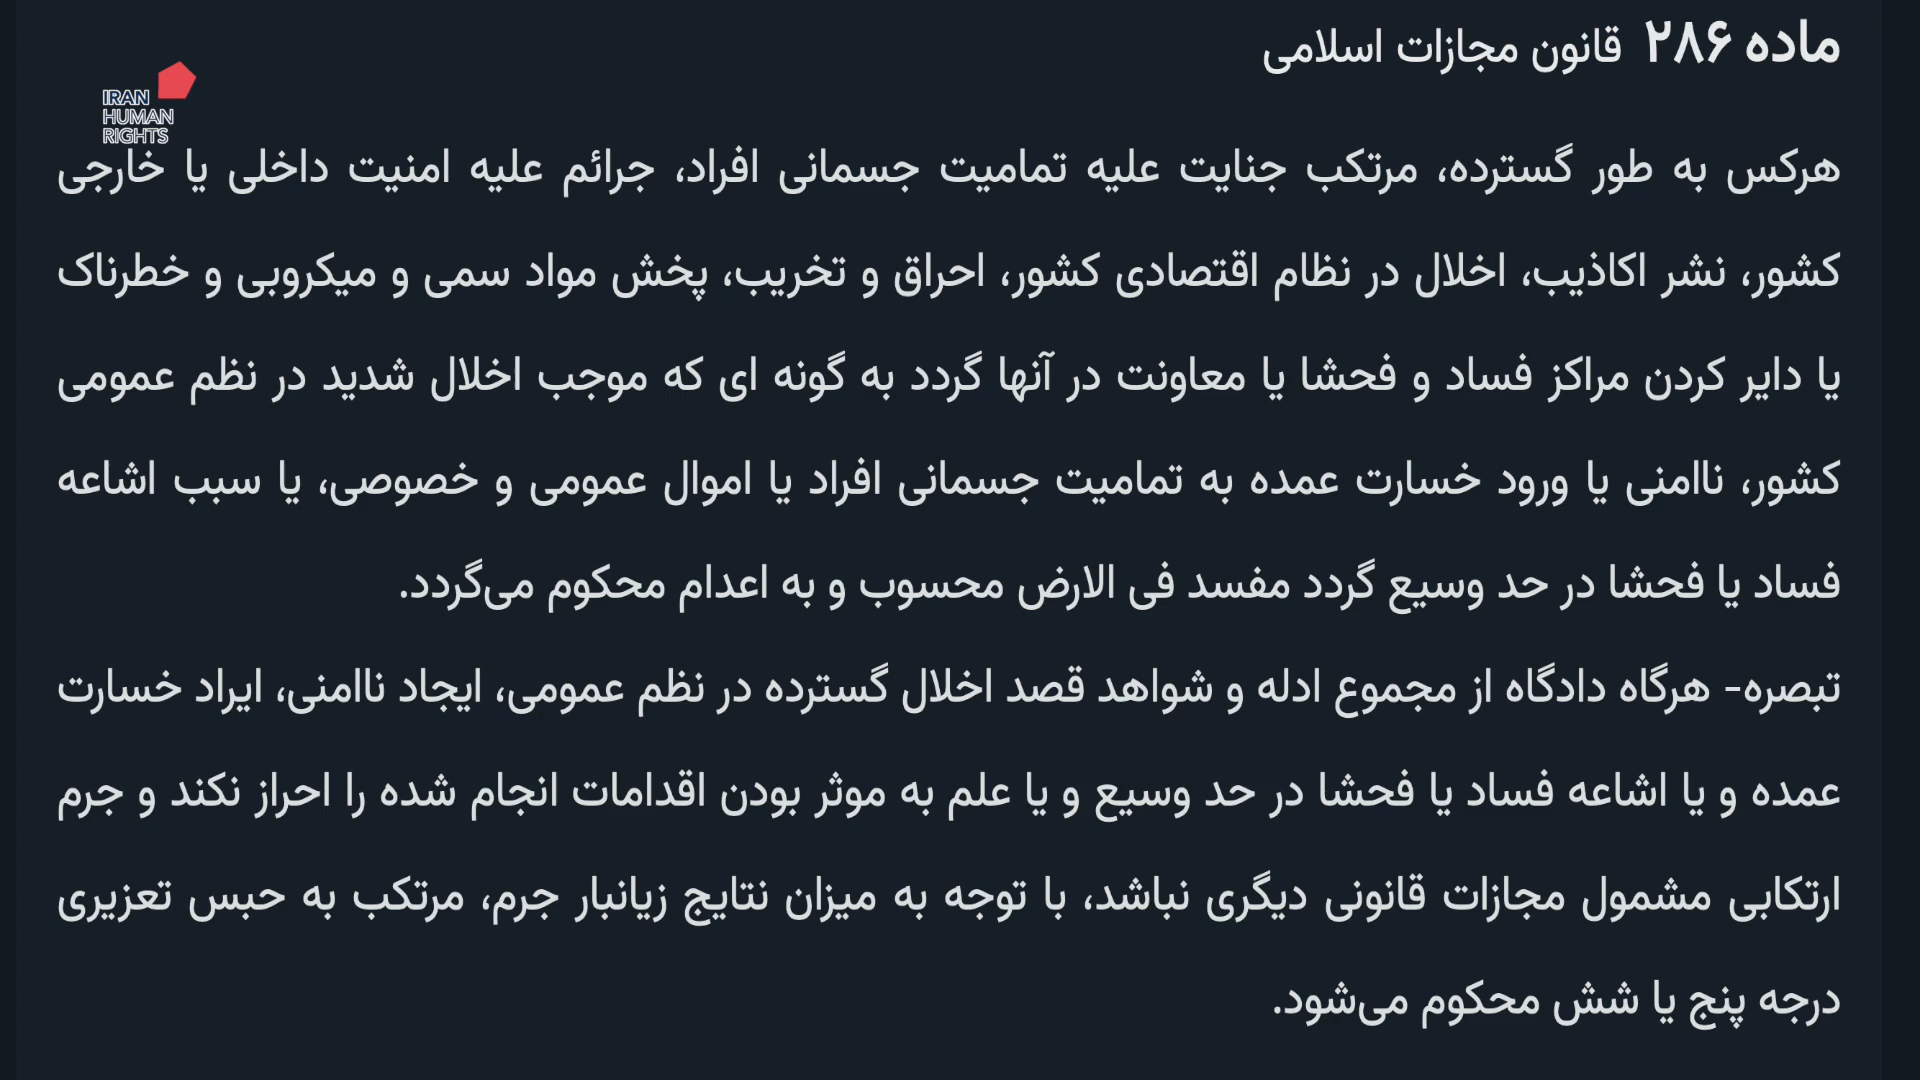 ماده ۲۸۶ قانون مجازات اسلامی
IRAN
HUMAN
RIGHTS
هرکس به طور گسترده، مرتکب جنایت علیه تمامیت جسمانی افراد، جرائم علیه امنیت داخلی یا خارجی
کشور، نشر اکاذیب، اخلال در نظام اقتصادی کشور، احراق و تخریب، پخش مواد سمی و میکروبی و خطرناک
یا دایر کردن مراکز فساد و فحشا یا معاونت در آنها گردد به گونه ای که موجب اخلال شدید در نظم عمومی
کشور، ناامنی یا ورود خسارت عمده به تمامیت جسمانی افراد یا اموال عمومی و خصوصی، یا سبب اشاعه
فساد یا فحشا در حد وسیع گردد مفسد فی الارض محسوب و به اعدام محکوم می‌گردد.
تبصره- هرگاه دادگاه از مجموع ادله و شواهد قصد اخلال گسترده در نظم عمومی، ایجاد ناامنی، ایراد خسارت
عمده و یا اشاعه فساد یا فحشا در حد وسیع و یا علم به موثر بودن اقدامات انجام شده را احراز نکند و جرم
ارتکابی مشمول مجازات قانونی دیگری نباشد، با توجه به میزان نتایج زیانبار جرم، مرتکب به حبس تعزیری
درجه پنج یا شش محکوم می‌شود.